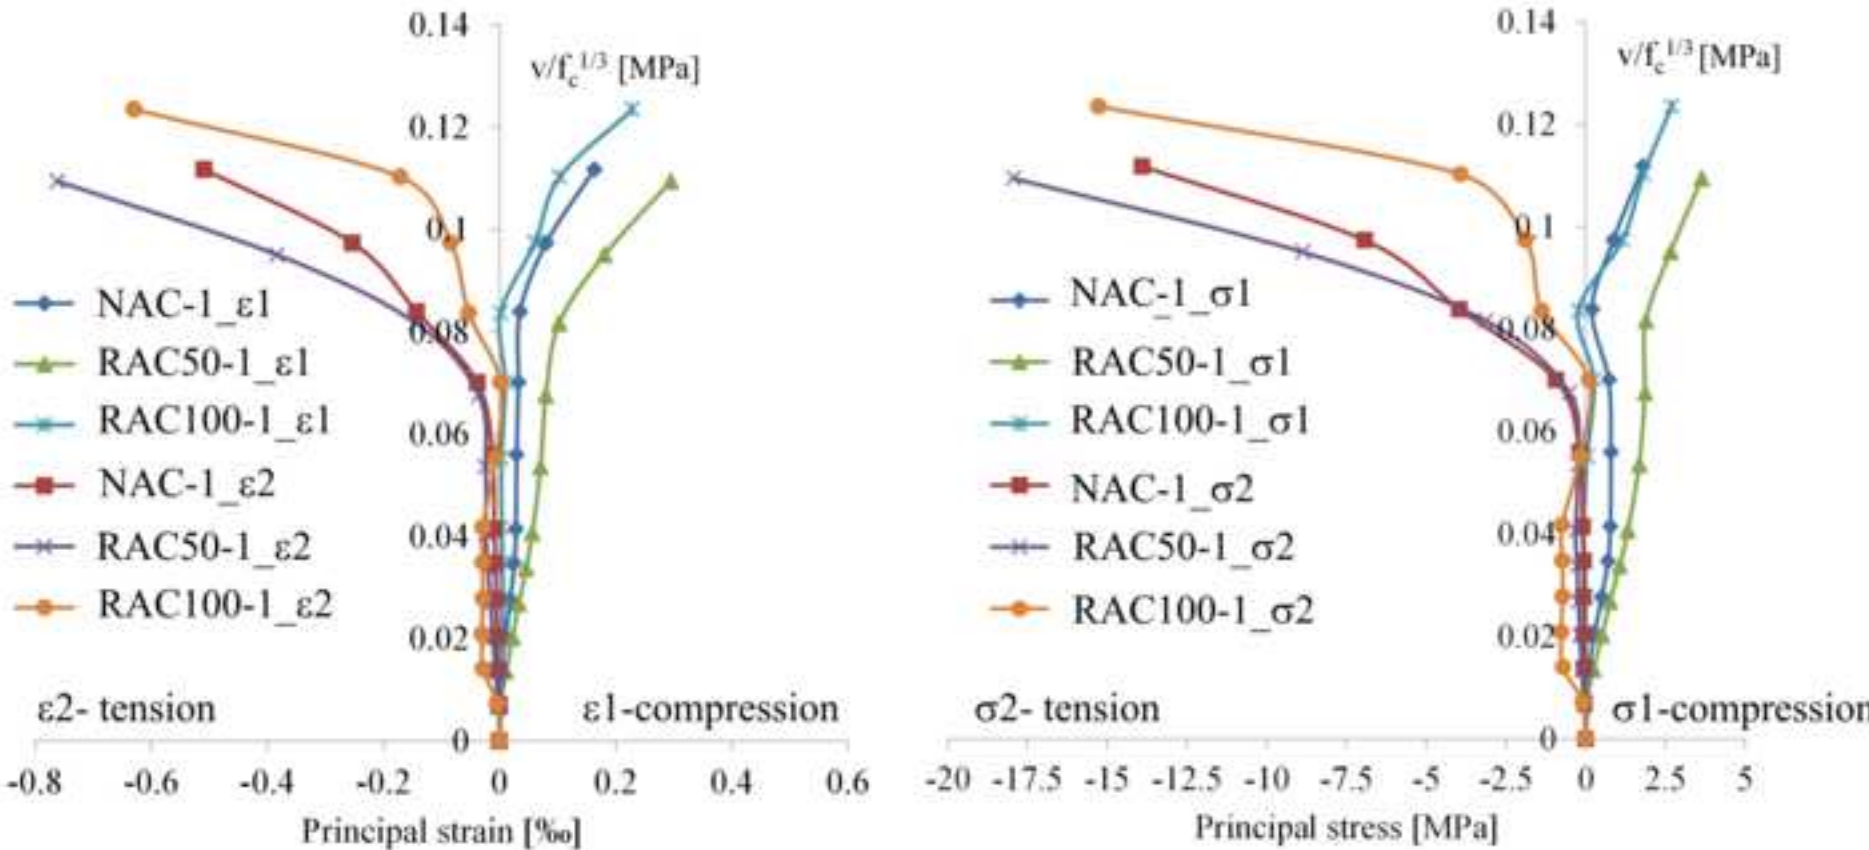 0.14
v/fc^1/3 [MPa]
0.12
0.1
NAC-1_ε1
0.08
RAC50-1_ε1
RAC100-1_ε1
0.06
NAC-1_ε2
RAC50-1_ε2
0.04
RAC100-1_ε2
0.02
ε2- tension
ε1-compression
0
-0.8 -0.6 -0.4 -0.2 0 0.2 0.4 0.6
Principal strain [‰]
0.14
v/fc^1/3 [MPa]
0.12
0.1
NAC-1_σ1
0.08
RAC50-1_σ1
RAC100-1_σ1
0.06
NAC-1_σ2
RAC50-1_σ2
0.04
RAC100-1_σ2
0.02
σ2- tension
σ1-compression
0
-20 -17.5 -15 -12.5 -10 -7.5 -5 -2.5 0 2.5 5
Principal stress [MPa]